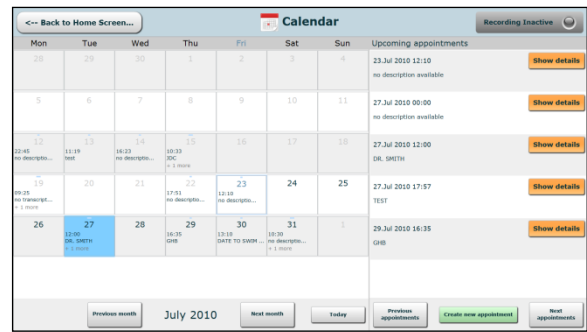 <-- Back to Home Screen...
Calendar
Recording Inactive
Mon Tue Wed Thu Fri Sat Sun
Upcoming appointments
28 29 30 1 2 3 4
23.Jul 2010 12:10
Show details
no description available
5 6 7 8 9 10 11
27.Jul 2010 00:00
Show details
no description available
12 13 14 15 16 17 18
22:45 11:19 16:23 10:33
no descriptio... test no descriptio... JDC
+ 1 more
27.Jul 2010 12:00
Show details
DR. SMITH
19 20 21 22 23 24 25
09:25 17:51 12:10
no transcript... no descriptio... no descriptio...
+ 1 more
27.Jul 2010 17:57
Show details
TEST
26 27 28 29 30 31 1
12:00 16:35 13:10 10:30
DR. SMITH GHB DATE TO SWIM ... no descriptio...
+ 1 more + 1 more
29.Jul 2010 16:35
Show details
GHB
Previous month
July 2010
Next month
Today
Previous appointments
Create new appointment
Next appointments